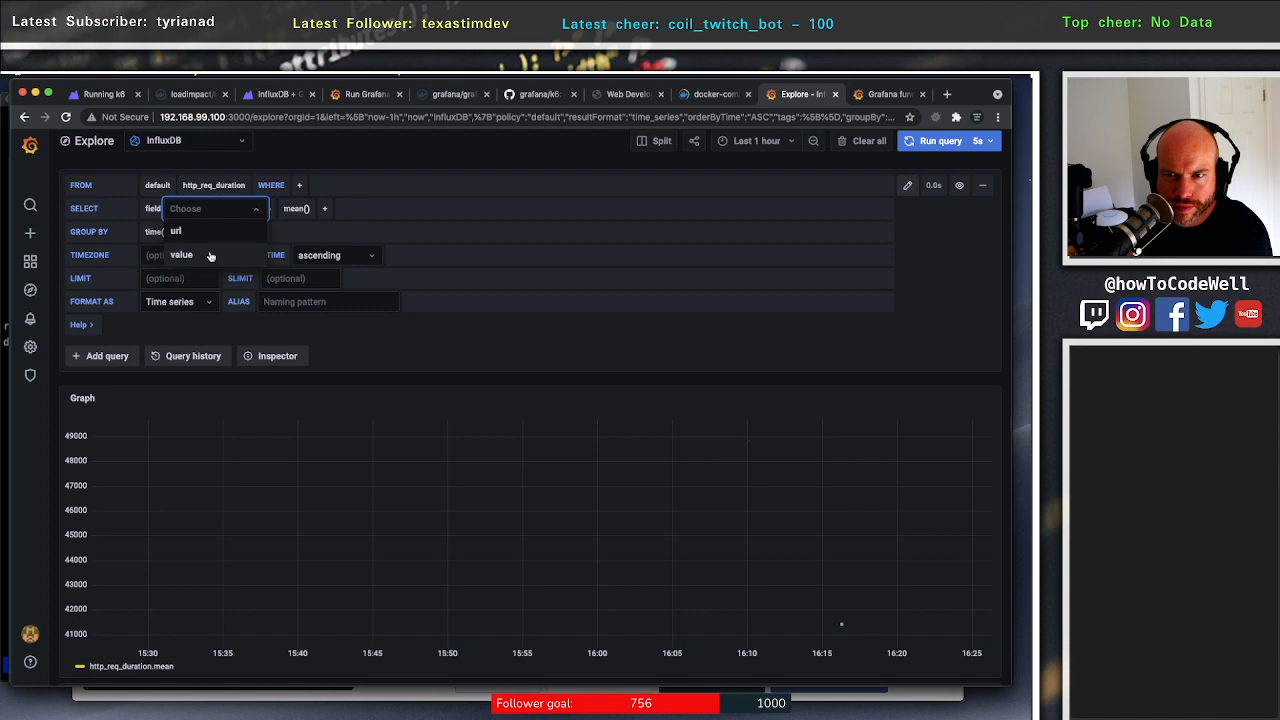 Latest Subscriber: tyrianad
Latest Follower: texastimdev
Latest cheer: coil_twitch_bot - 100
Top cheer: No Data
Running k6
loadimpact/
InfluxDB + G
Run Grafana
grafana/graf
grafana/k6:
Web Develo
docker-com
Explore - Inf
Grafana fun
Not Secure
192.168.99.100:3000/explore?orgId=1&left=%5B"now-1h","now","InfluxDB",%7B"policy":"default","resultFormat":"time_series","orderByTime":"ASC","tags":%5B%5D,"groupBy":...
Explore
InfluxDB
Split
Last 1 hour
Clear all
Run query
5s
FROM default http_req_duration WHERE +
0.0s
SELECT field Choose mean() +
url
GROUP BY time(
value
TIMEZONE (opti TIME ascending
LIMIT (optional) SLIMIT (optional)
FORMAT AS Time series ALIAS Naming pattern
Help >
+ Add query
Query history
Inspector
Graph
49000
48000
47000
46000
45000
44000
43000
42000
41000
15:30 15:35 15:40 15:45 15:50 15:55 16:00 16:05 16:10 16:15 16:20 16:25
http_req_duration.mean
@howToCodeWell
You Tube
Follower goal: 756 1000